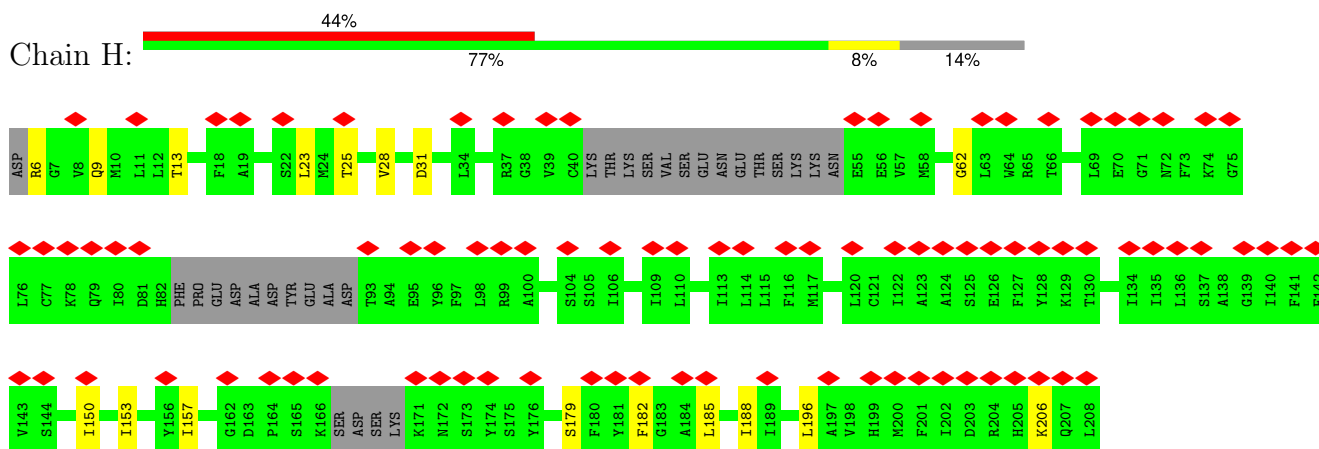 44%
Chain H:
77% 8% 14%
ASP R6 G7 V8 Q9 M10 L11 L12 T13 F18 A19 S22 L23 M24 T25 V28 D31 L34 R37 G38 V39 C40 LYS THR LYS SER VAL SER GLU ASN GLU THR SER LYS LYS ASN E55 E56 V57 M58 G62 L63 W64 R65 T66 L69 E70 G71 N72 F73 K74 G75
L76 C77 K78 Q79 I80 D81 H82 PHE PRO GLU ASP ALA ASP TYR GLU ALA ASP T93 A94 E95 Y96 F97 L98 R99 A100 S104 S105 I106 I109 L110 I113 L114 L115 F116 M117 L120 C121 I122 A123 A124 S125 E126 F127 Y128 K129 T130 I134 I135 L136 S137 A138 G139 I140 F141
V143 S144 I150 I153 Y156 I157 G162 D163 P164 S165 K166 SER ASP SER LYS K171 N172 S173 Y174 S175 Y176 S179 F180 Y181 F182 G183 A184 L185 I188 I189 L196 A197 V198 H199 M200 F201 I202 D203 R204 H205 K206 Q207 L208